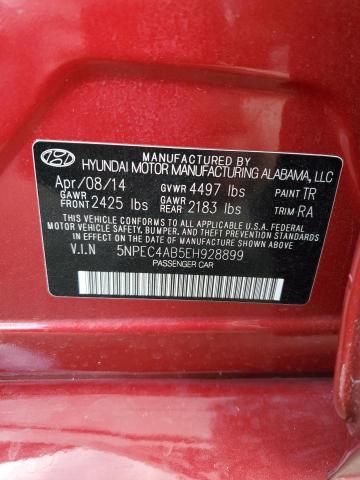 MANUFACTURED BY
HYUNDAI MOTOR MANUFACTURING ALABAMA, LLC
Apr/08/14 GVWR 4497 lbs PAINT TR
GAWR FRONT 2425 lbs GAWR REAR 2183 lbs TRIM RA
THIS VEHICLE CONFORMS TO ALL APPLICABLE U.S.A FEDERAL
MOTOR VEHICLE SAFETY, BUMPER, AND THEFT PREVENTION
STANDARDS IN EFFECT ON THE DATE OF MANUFACTURE SHOWN ABOVE.
V.I.N 5NPEC4AB5EH928899
PASSENGER CAR